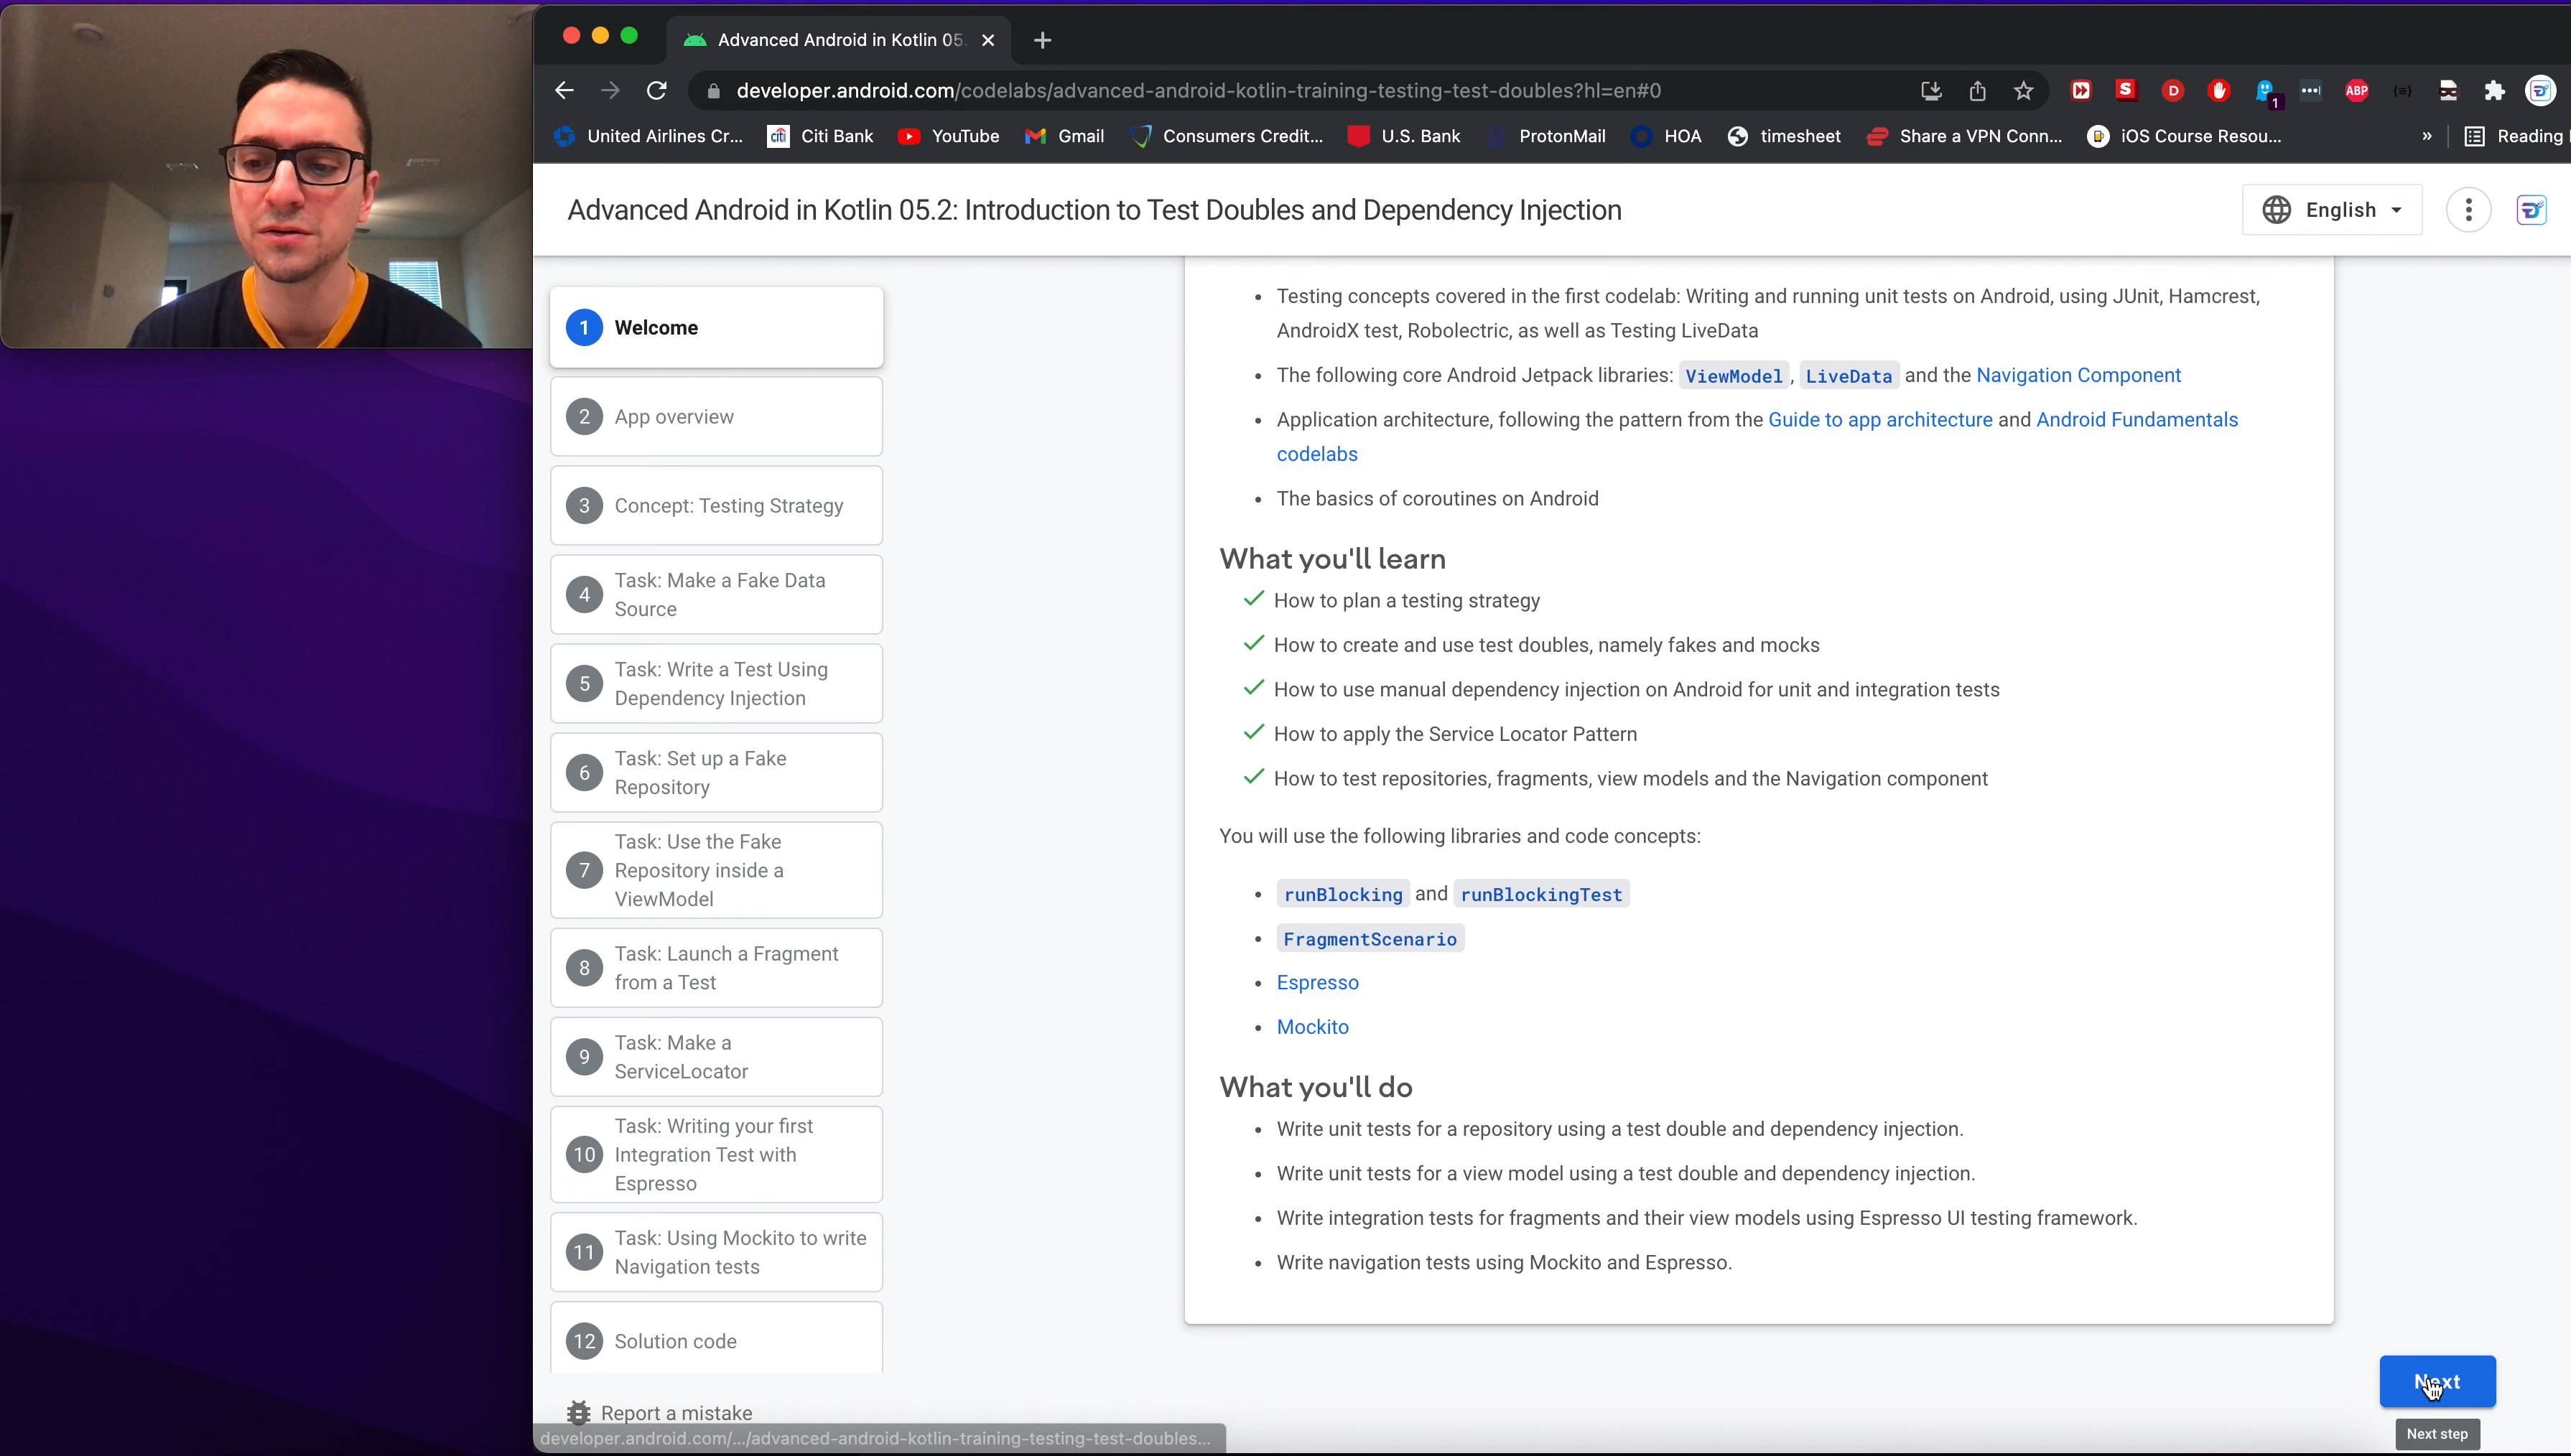 Advanced Android in Kotlin 05.
developer.android.com/codelabs/advanced-android-kotlin-training-testing-test-doubles?hl=en#0
S
D
1
ABP
United Airlines Cr...
citi
Citi Bank
YouTube
Gmail
Consumers Credit...
U.S. Bank
ProtonMail
HOA
timesheet
Share a VPN Conn...
iOS Course Resou...
»
Reading
Advanced Android in Kotlin 05.2: Introduction to Test Doubles and Dependency Injection
English
1 Welcome
2 App overview
3 Concept: Testing Strategy
4 Task: Make a Fake Data
Source
5 Task: Write a Test Using
Dependency Injection
6 Task: Set up a Fake
Repository
7 Task: Use the Fake
Repository inside a
ViewModel
8 Task: Launch a Fragment
from a Test
9 Task: Make a
ServiceLocator
10 Task: Writing your first
Integration Test with
Espresso
11 Task: Using Mockito to write
Navigation tests
12 Solution code
Report a mistake
developer.android.com/.../advanced-android-kotlin-training-testing-test-doubles...
Testing concepts covered in the first codelab: Writing and running unit tests on Android, using JUnit, Hamcrest,
AndroidX test, Robolectric, as well as Testing LiveData
The following core Android Jetpack libraries: ViewModel, LiveData and the Navigation Component
Application architecture, following the pattern from the Guide to app architecture and Android Fundamentals
codelabs
The basics of coroutines on Android
What you'll learn
How to plan a testing strategy
How to create and use test doubles, namely fakes and mocks
How to use manual dependency injection on Android for unit and integration tests
How to apply the Service Locator Pattern
How to test repositories, fragments, view models and the Navigation component
You will use the following libraries and code concepts:
runBlocking and runBlockingTest
FragmentScenario
Espresso
Mockito
What you'll do
Write unit tests for a repository using a test double and dependency injection.
Write unit tests for a view model using a test double and dependency injection.
Write integration tests for fragments and their view models using Espresso UI testing framework.
Write navigation tests using Mockito and Espresso.
Next
Next step